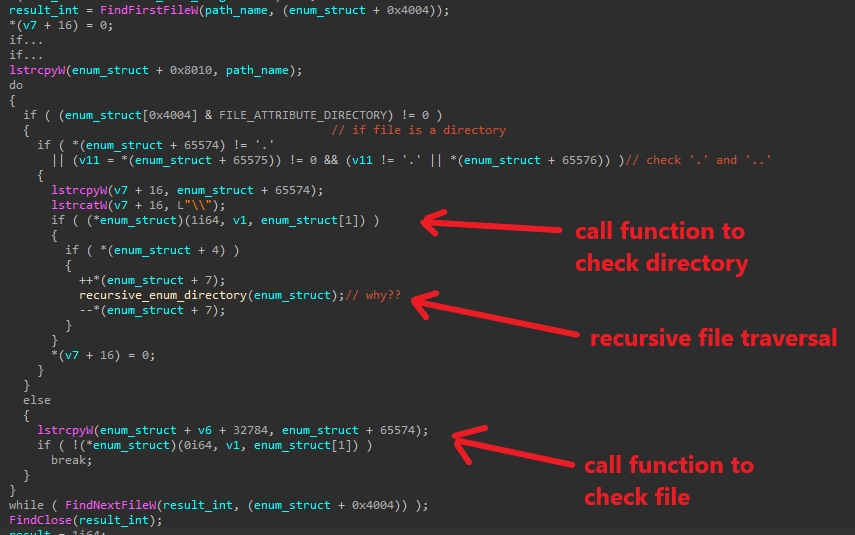 result_int = FindFirstFileW(path_name, (enum_struct + 0x4004));
*(v7 + 16) = 0;
if...
if...
lstrcpyW(enum_struct + 0x8010, path_name);
do
{
if ( (enum_struct[0x4004] & FILE_ATTRIBUTE_DIRECTORY) != 0 )
{ // if file is a directory
if ( *(enum_struct + 65574) != '.'
|| (v11 = *(enum_struct + 65575)) != 0 && (v11 != '.' || *(enum_struct + 65576)) )// check '.' and '..'
{
lstrcpyW(v7 + 16, enum_struct + 65574);
lstrcatW(v7 + 16, L"\\");
if ( (*enum_struct)(1i64, v1, enum_struct[1]) )
call function to
check directory
{
if ( *(enum_struct + 4) )
{
++*(enum_struct + 7);
recursive_enum_directory(enum_struct);// why??
--*(enum_struct + 7);
recursive file traversal
}
}
*(v7 + 16) = 0;
}
}
else
{
lstrcpyW(enum_struct + v6 + 32784, enum_struct + 65574);
if ( !(*enum_struct)(0i64, v1, enum_struct[1]) )
break;
call function to
check file
}
}
while ( FindNextFileW(result_int, (enum_struct + 0x4004)) );
FindClose(result_int);
result = 1i64;